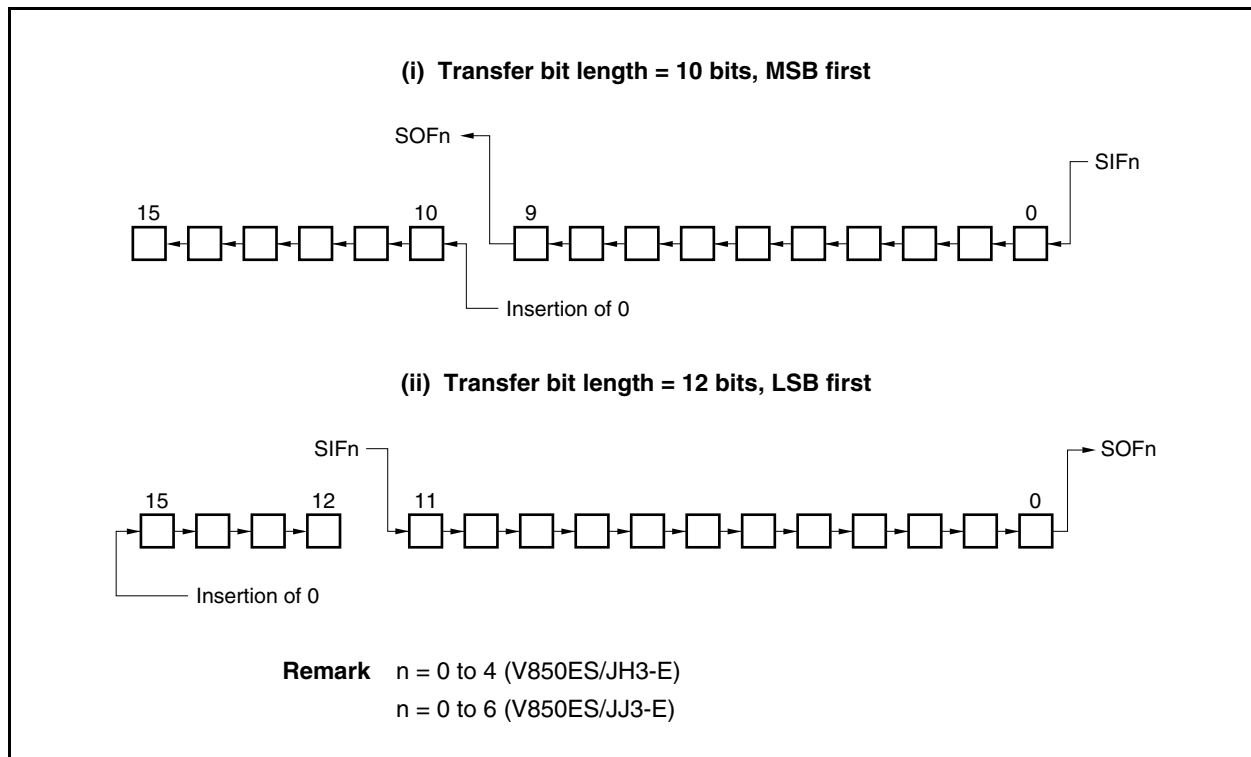 (i) Transfer bit length = 10 bits, MSB first
SOFn
SIFn
15 10 9 0
Insertion of 0
(ii) Transfer bit length = 12 bits, LSB first
SIFn
SOFn
15 12 11 0
Insertion of 0
Remark n = 0 to 4 (V850ES/JH3-E)
n = 0 to 6 (V850ES/JJ3-E)